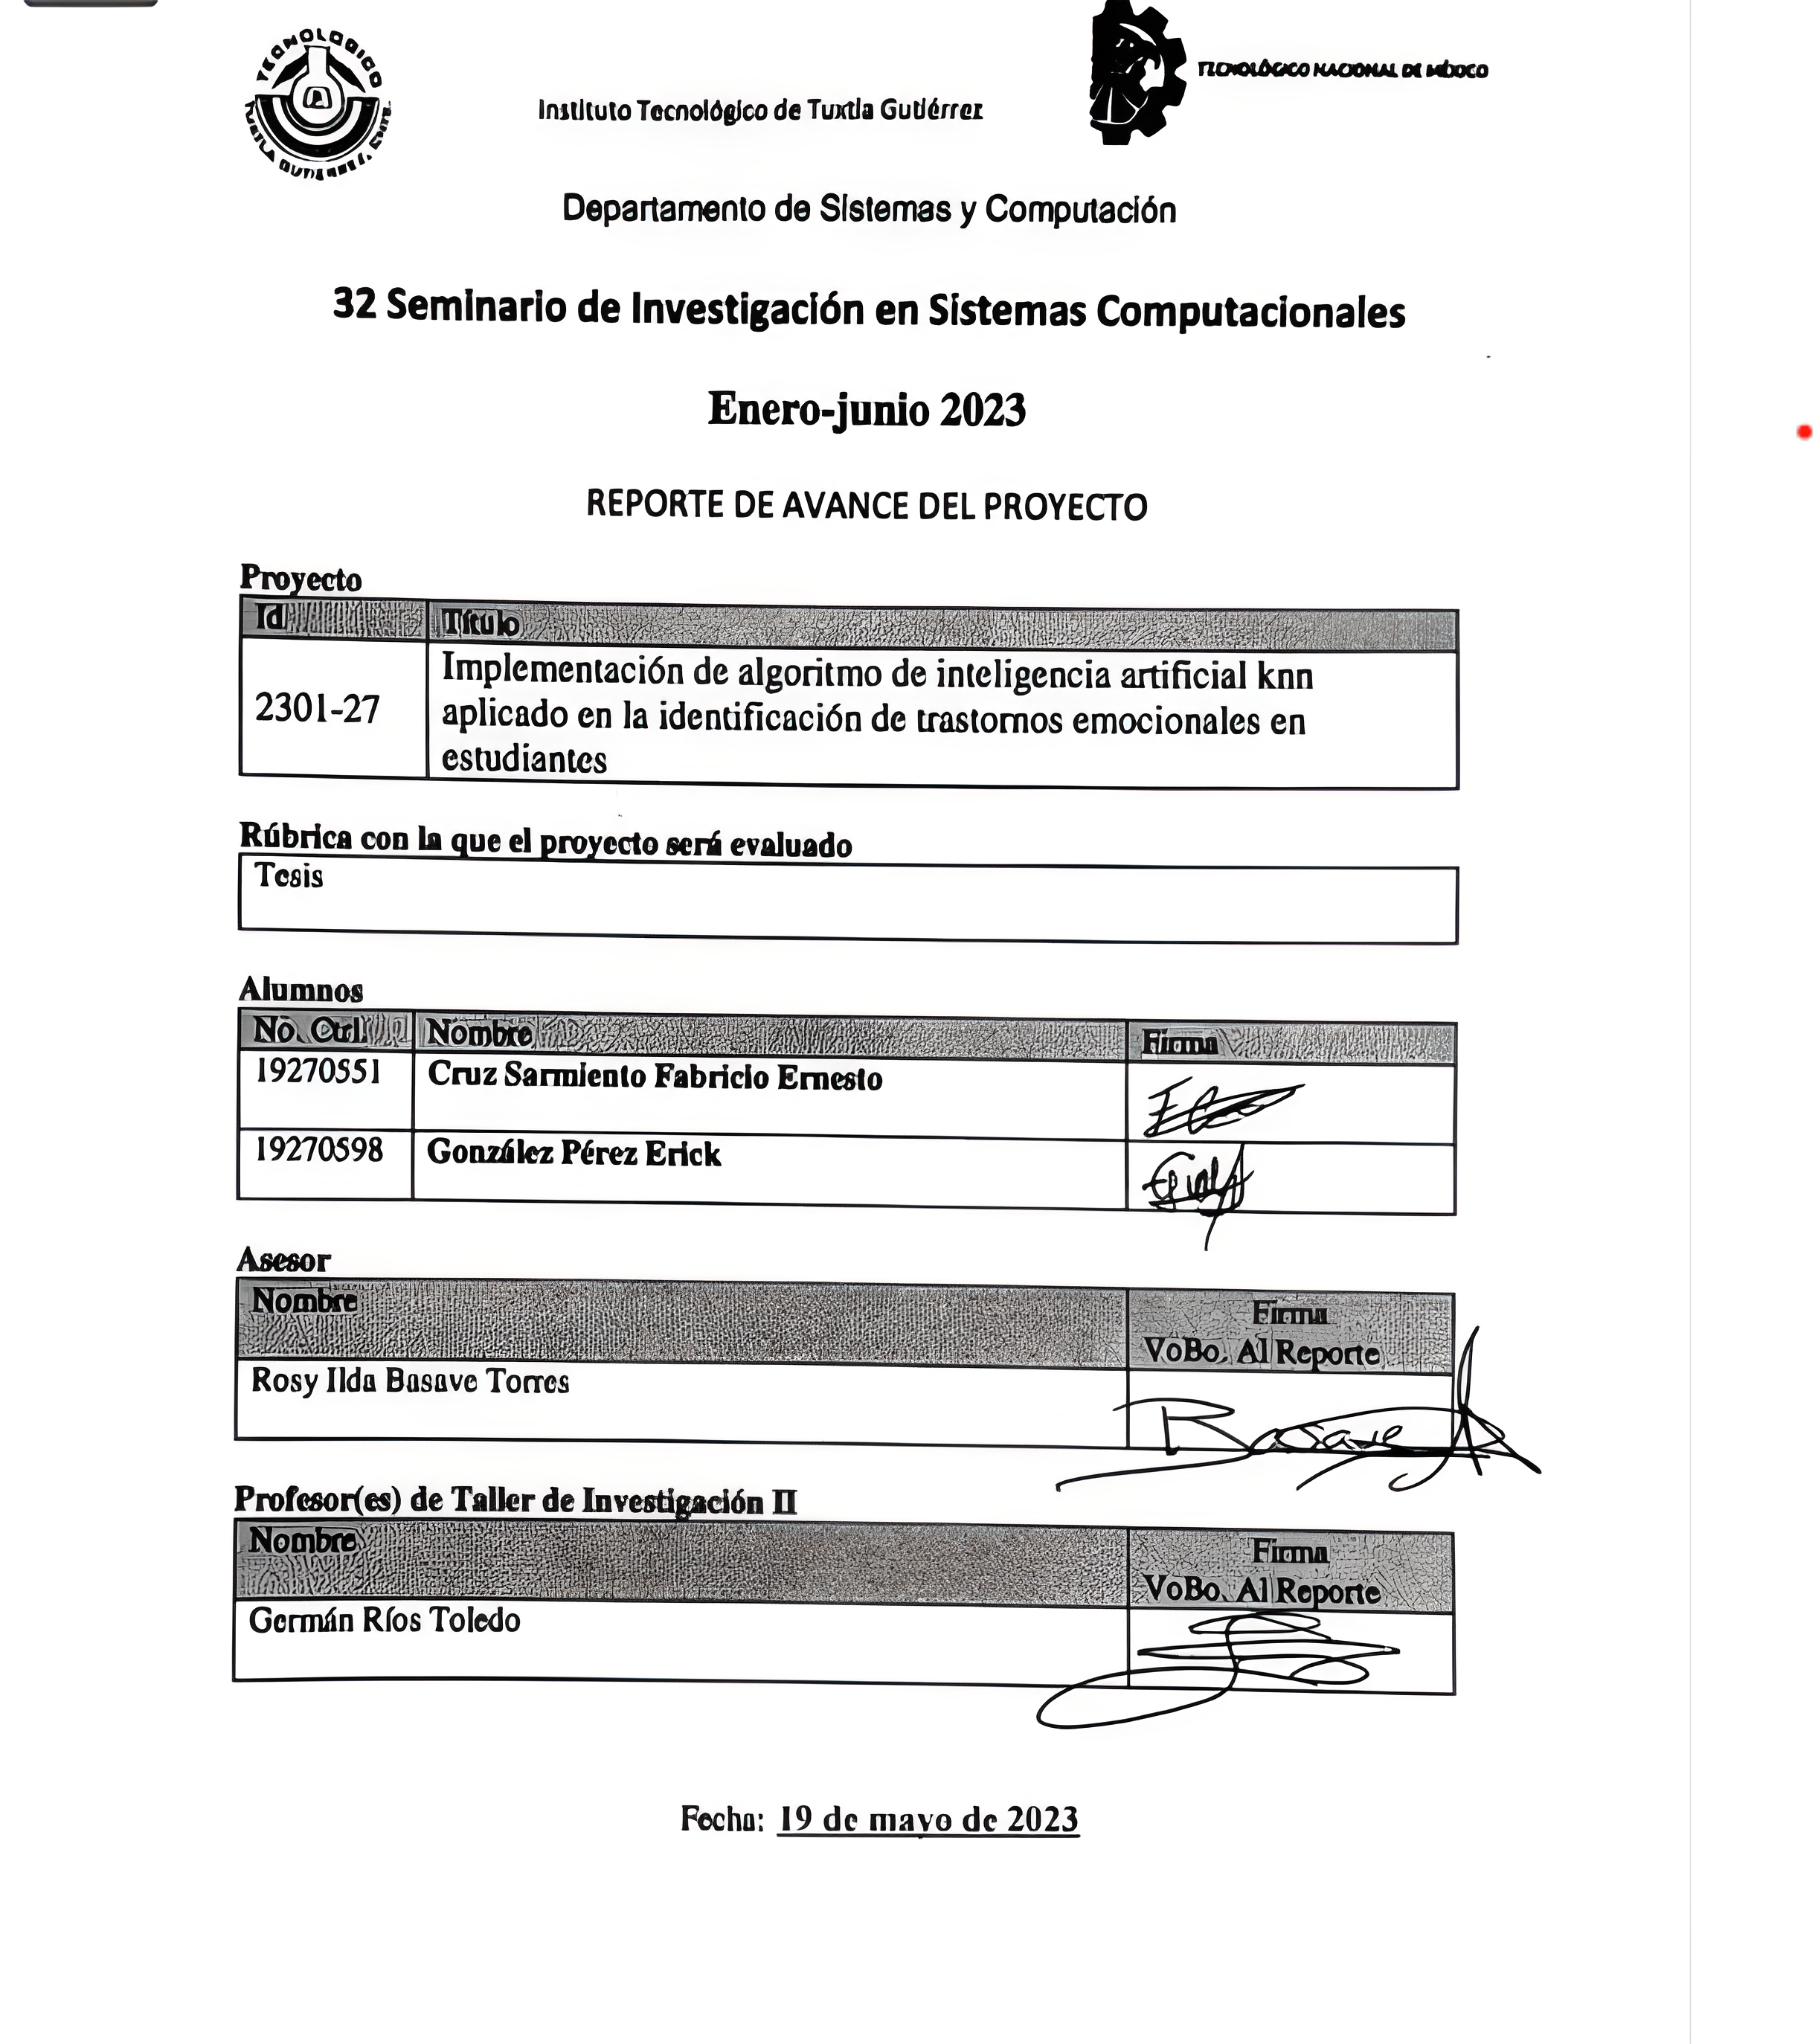 TECNOLOGICO
TUXTLA GUTIERREZ,
TECNOLÓGICO NACIONAL DE MÉXICO
Instituto Tecnológico de Tuxtla Gutiérrez
Departamento de Sistemas y Computación
32 Seminario de Investigación en Sistemas Computacionales
Enero-junio 2023
REPORTE DE AVANCE DEL PROYECTO
Proyecto
Id Título
2301-27
Implementación de algoritmo de inteligencia artificial knn
aplicado en la identificación de trastornos emocionales en
estudiantes
Rúbrica con la que el proyecto será evaluado
Tesis
Alumnos
No. Ctrl. Nombre Firma
19270551 Cruz Sarmiento Fabricio Ernesto
19270598 González Pérez Erick
Asesor
Nombre Firma
VoBo. Al Reporte
Rosy Ilda Basave Torres
Basave
Profesor(es) de Taller de Investigación II
Nombre Firma
VoBo. Al Reporte
Germán Ríos Toledo
Fecha: 19 de mayo de 2023